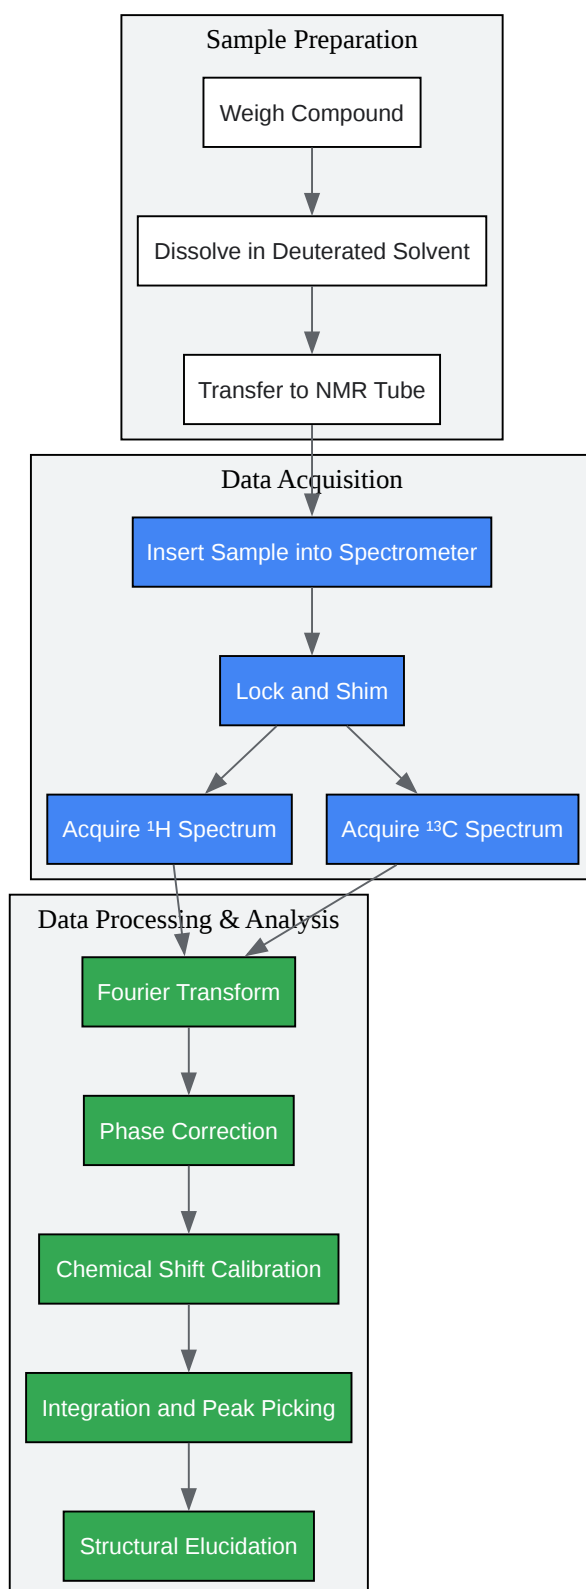 Sample Preparation
Weigh Compound
Dissolve in Deuterated Solvent
Transfer to NMR Tube
Data Acquisition
Insert Sample into Spectrometer
Lock and Shim
Acquire ¹H Spectrum
Acquire ¹³C Spectrum
Data Processing & Analysis
Fourier Transform
Phase Correction
Chemical Shift Calibration
Integration and Peak Picking
Structural Elucidation